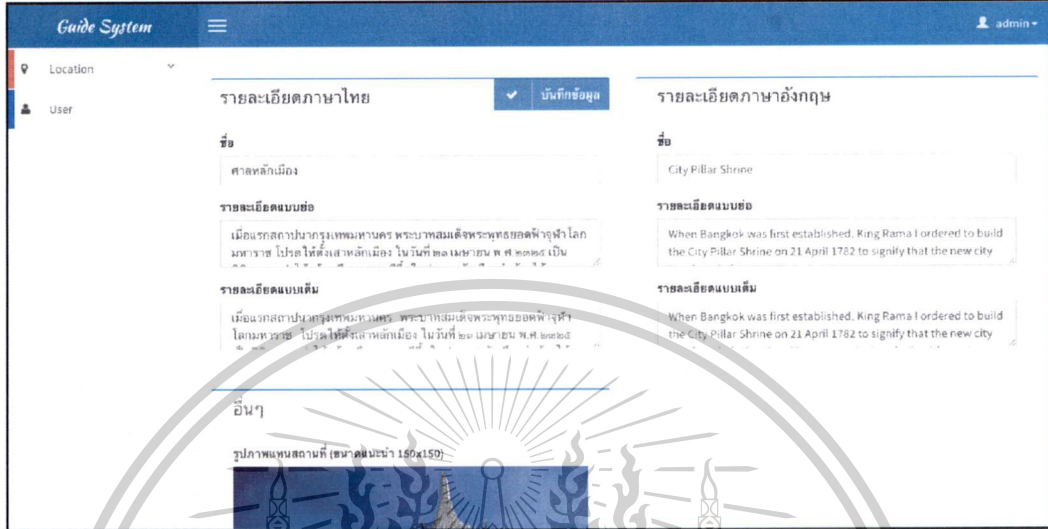 Guide System
admin
Location
User
รายละเอียดภาษาไทย
บันทึกข้อมูล
ชื่อ
ศาลหลักเมือง
รายละเอียดแบบย่อ
เมื่อแรกสถาปนากรุงเทพมหานคร พระบาทสมเด็จพระพุทธยอดฟ้าจุฬาโลก
มหาราช โปรดให้ตั้งเสาหลักเมือง ในวันที่ ๒๑ เมษายน พ.ศ.๒๓๒๕ เป็น
รายละเอียดแบบเต็ม
เมื่อแรกสถาปนากรุงเทพมหานคร พระบาทสมเด็จพระพุทธยอดฟ้าจุฬา
โลกมหาราช โปรดให้ตั้งเสาหลักเมือง ในวันที่ ๒๑ เมษายน พ.ศ.๒๓๒๕
อื่นๆ
รูปภาพแทนสถานที่ (ขนาดแนะนำ 150x150)
รายละเอียดภาษาอังกฤษ
ชื่อ
City Pillar Shrine
รายละเอียดแบบย่อ
When Bangkok was first established, King Rama I ordered to build
the City Pillar Shrine on 21 April 1782 to signify that the new city
รายละเอียดแบบเต็ม
When Bangkok was first established, King Rama I ordered to build
the City Pillar Shrine on 21 April 1782 to signify that the new city